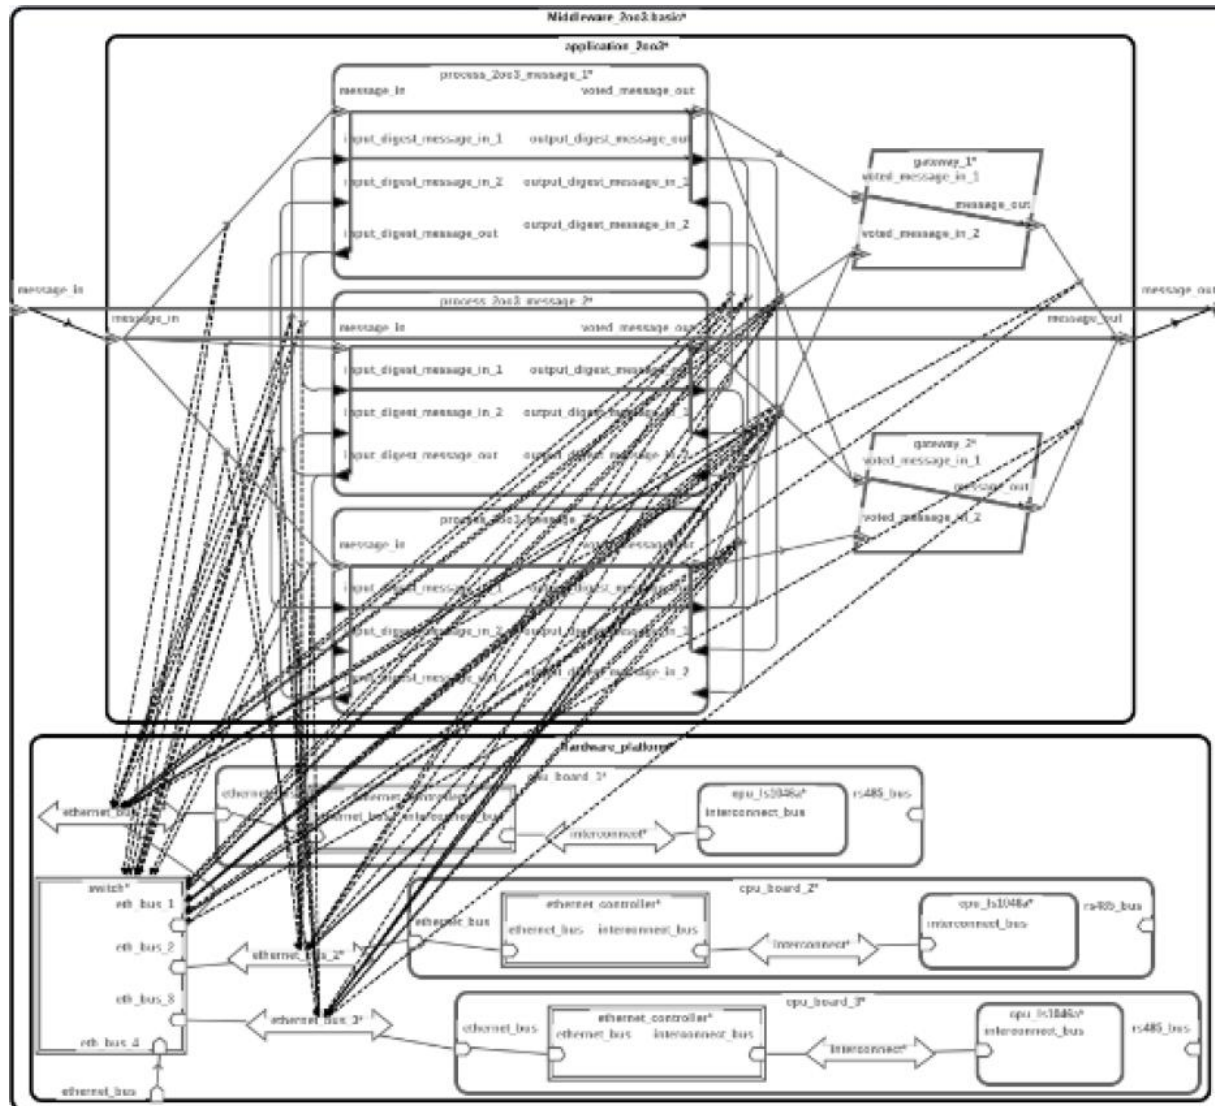 Middleware_2oo3.basic*
application_2oo3*
process_2oo3_message_1*
message_in voted_message_out
input_digest_message_in_1 output_digest_message_out
input_digest_message_in_2 output_digest_message_in_1
input_digest_message_out output_digest_message_in_2
gateway_1*
voted_message_in_1
message_out
voted_message_in_2
message_in
message_in
process_2oo3_message_2*
message_in voted_message_out
input_digest_message_in_1
input_digest_message_in_2
input_digest_message_out
message_out
message_out
gateway_2*
voted_message_in_1
message_out
voted_message_in_2
message_in
hardware_platform*
cpu_board_1*
ethernet_controller*
interconnect*
cpu_ls1046a*
interconnect_bus
rs485_bus
switch*
eth_bus_1
eth_bus_2
eth_bus_3
eth_bus_4
ethernet_bus
ethernet_bus_2*
cpu_board_2*
ethernet_bus
ethernet_controller*
ethernet_bus interconnect_bus
interconnect*
cpu_ls1046a*
interconnect_bus
rs485_bus
ethernet_bus_3*
cpu_board_3*
ethernet_bus
ethernet_controller*
ethernet_bus interconnect_bus
interconnect*
cpu_ls1046a*
interconnect_bus
rs485_bus